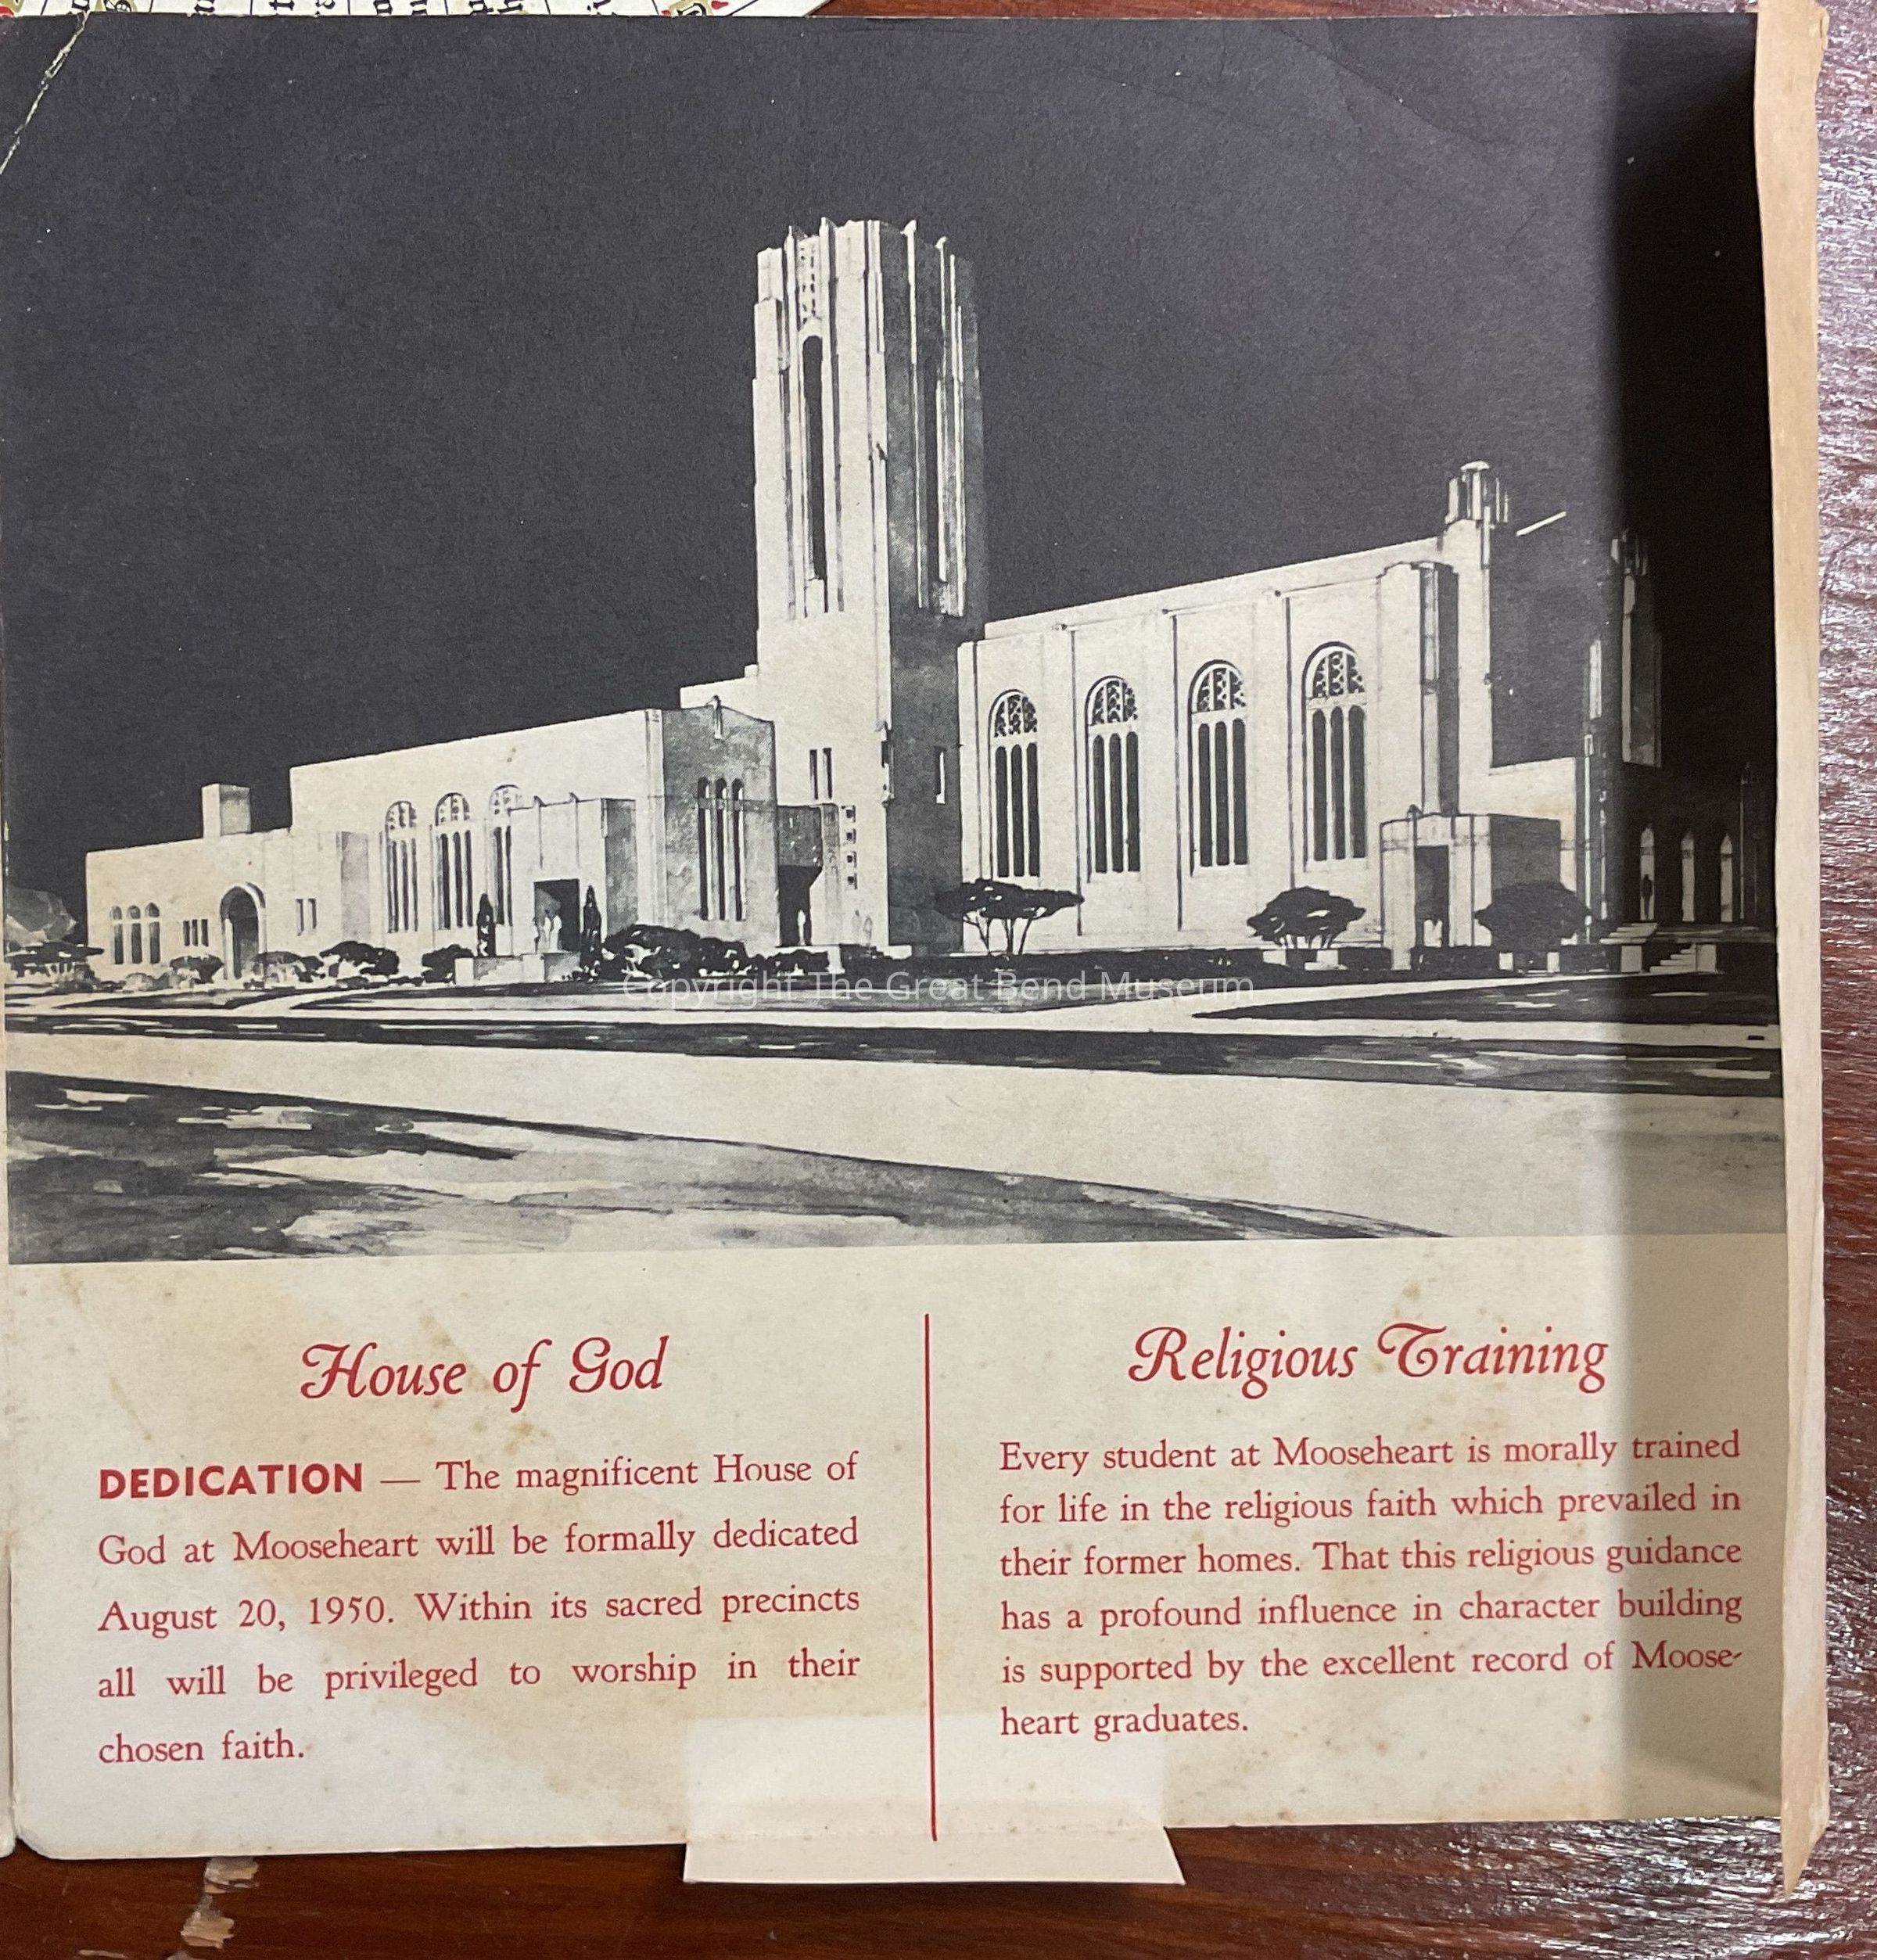 Copyright The Great Bend Museum
House of God
DEDICATION — The magnificent House of
God at Mooseheart will be formally dedicated
August 20, 1950. Within its sacred precincts
all will be privileged to worship in their
chosen faith.
Religious Training
Every student at Mooseheart is morally trained
for life in the religious faith which prevailed in
their former homes. That this religious guidance
has a profound influence in character building
is supported by the excellent record of Moose-
heart graduates.